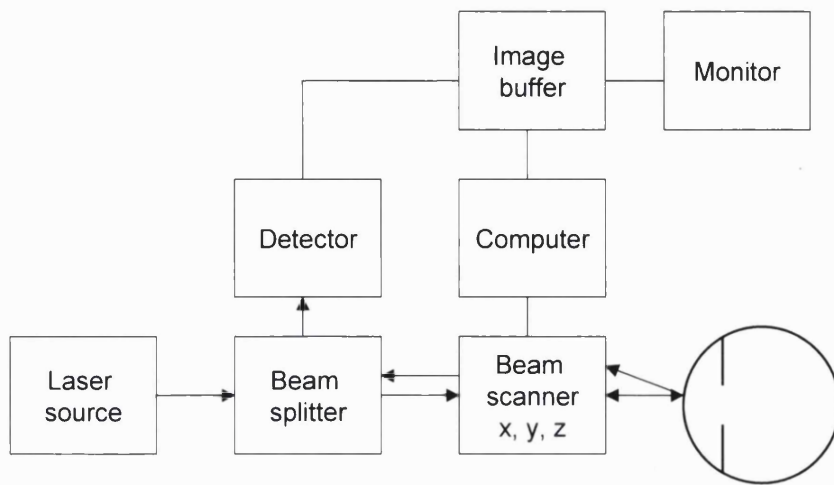 Image
buffer
Monitor
Detector
Computer
Laser
source
Beam
splitter
Beam
scanner
x, y, z